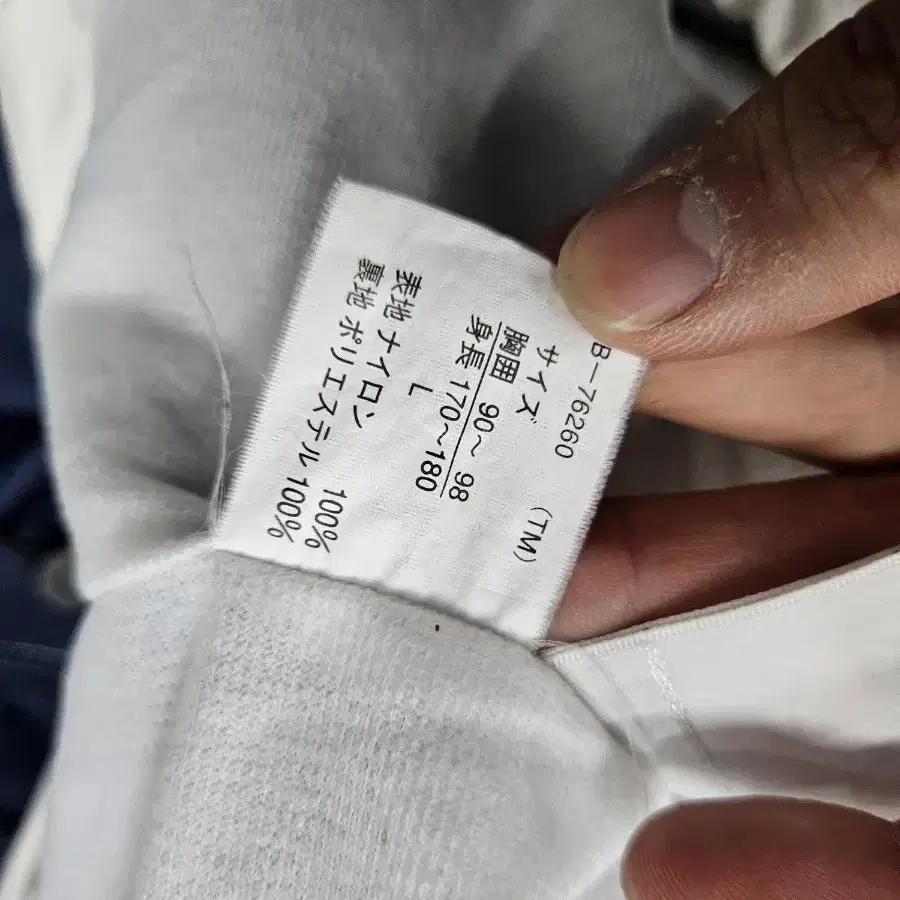 B-76260 (TM)
サイズ
胸囲 90～ 98
身長 170～180
L
表地 ナイロン 100%
裏地 ポリエステル 100%